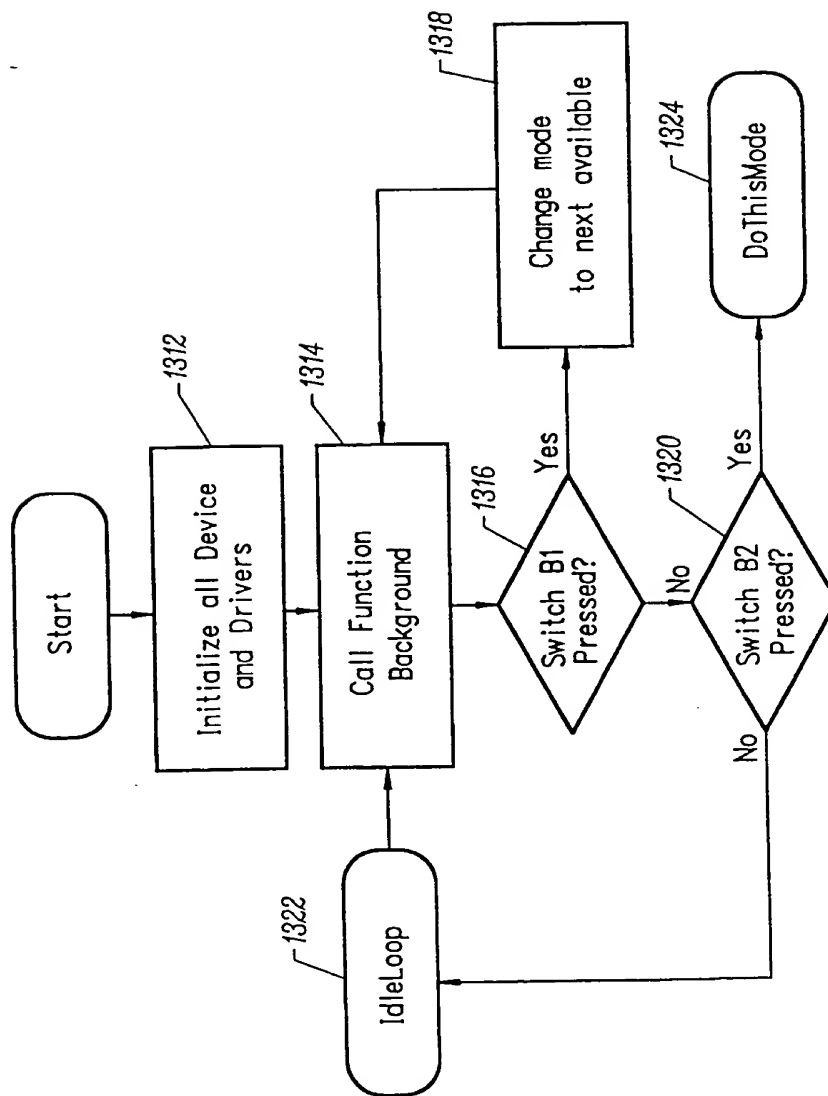 Start
1312
Initialize all Device
and Drivers
1314
Call Function
Background
1322
IdleLoop
1316
Switch B1
Pressed?
Yes
1318
Change mode
to next available
No
1320
Switch B2
Pressed?
Yes
1324
DoThisMode
No